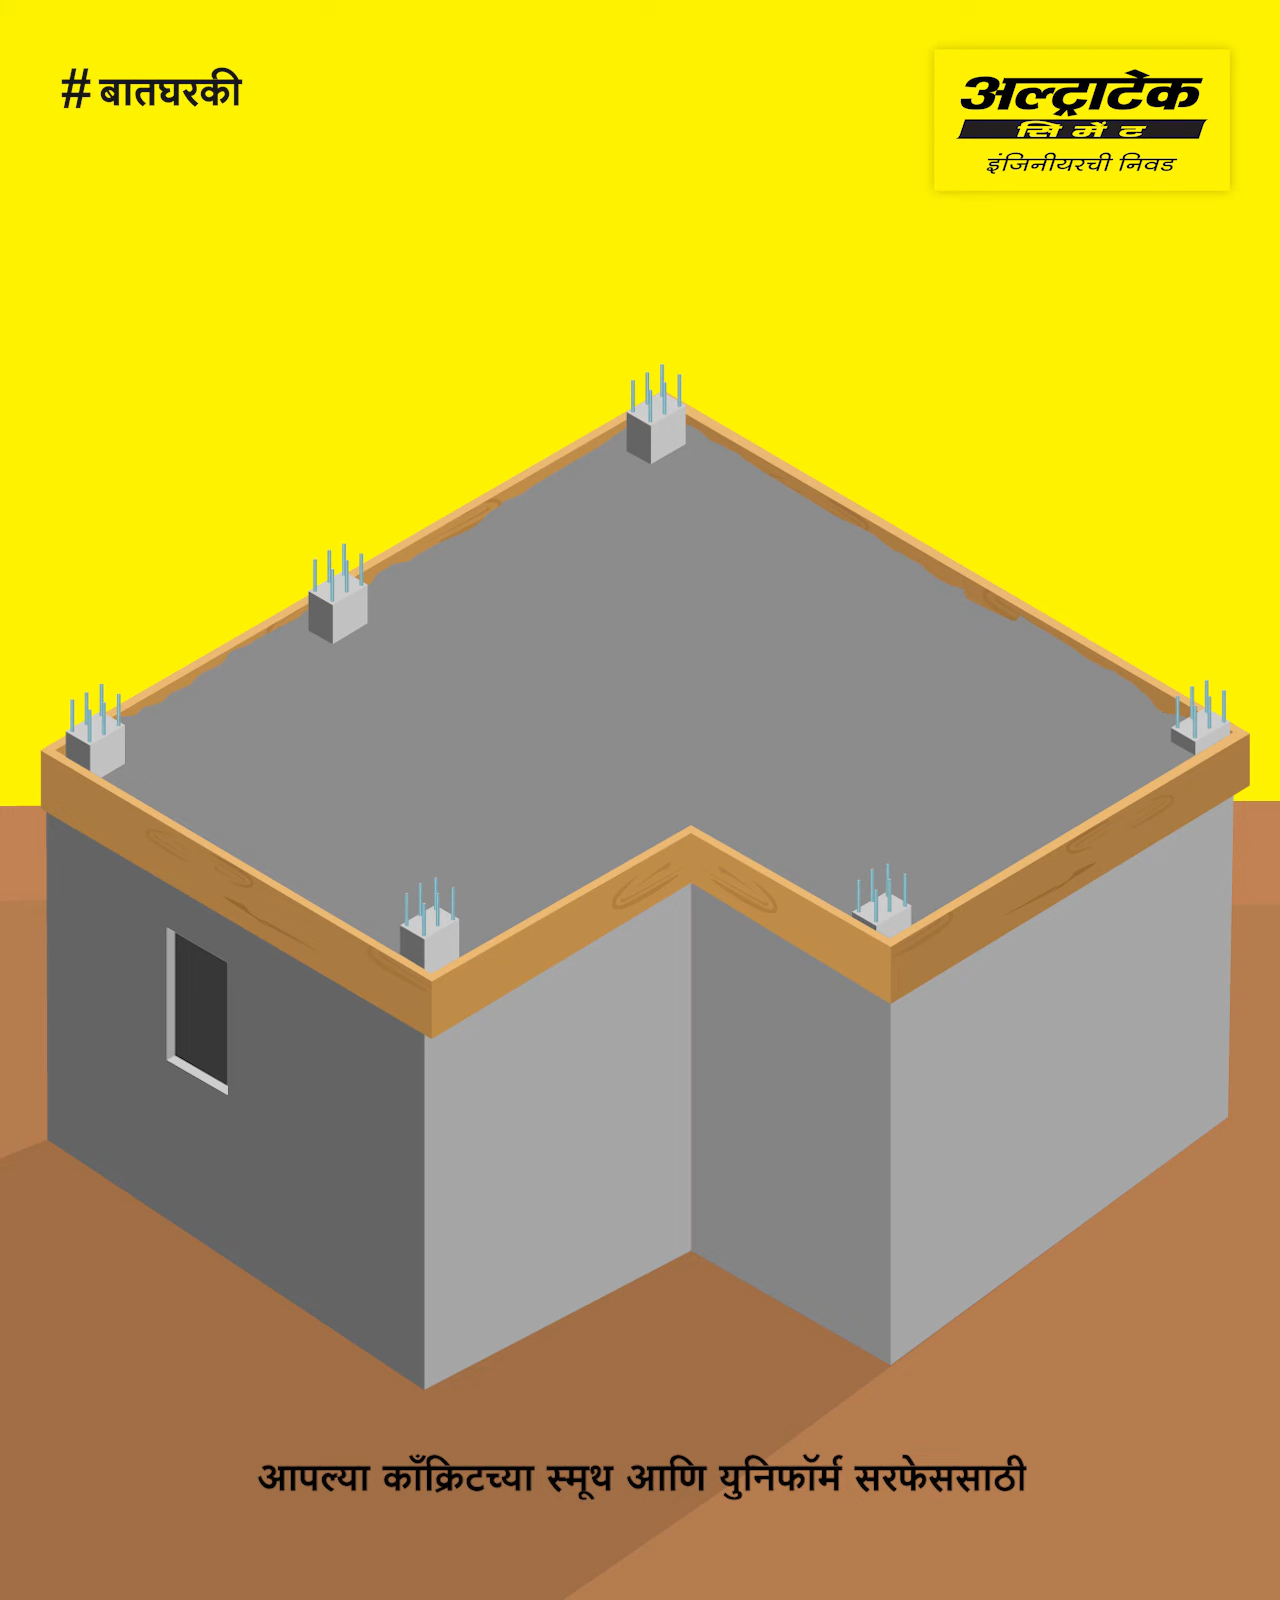 #बातघरकी
अल्ट्राटेक
सिमेंट
इंजिनीयरची निवड
आपल्या काँक्रिटच्या स्मूथ आणि युनिफॉर्म सरफेससाठी